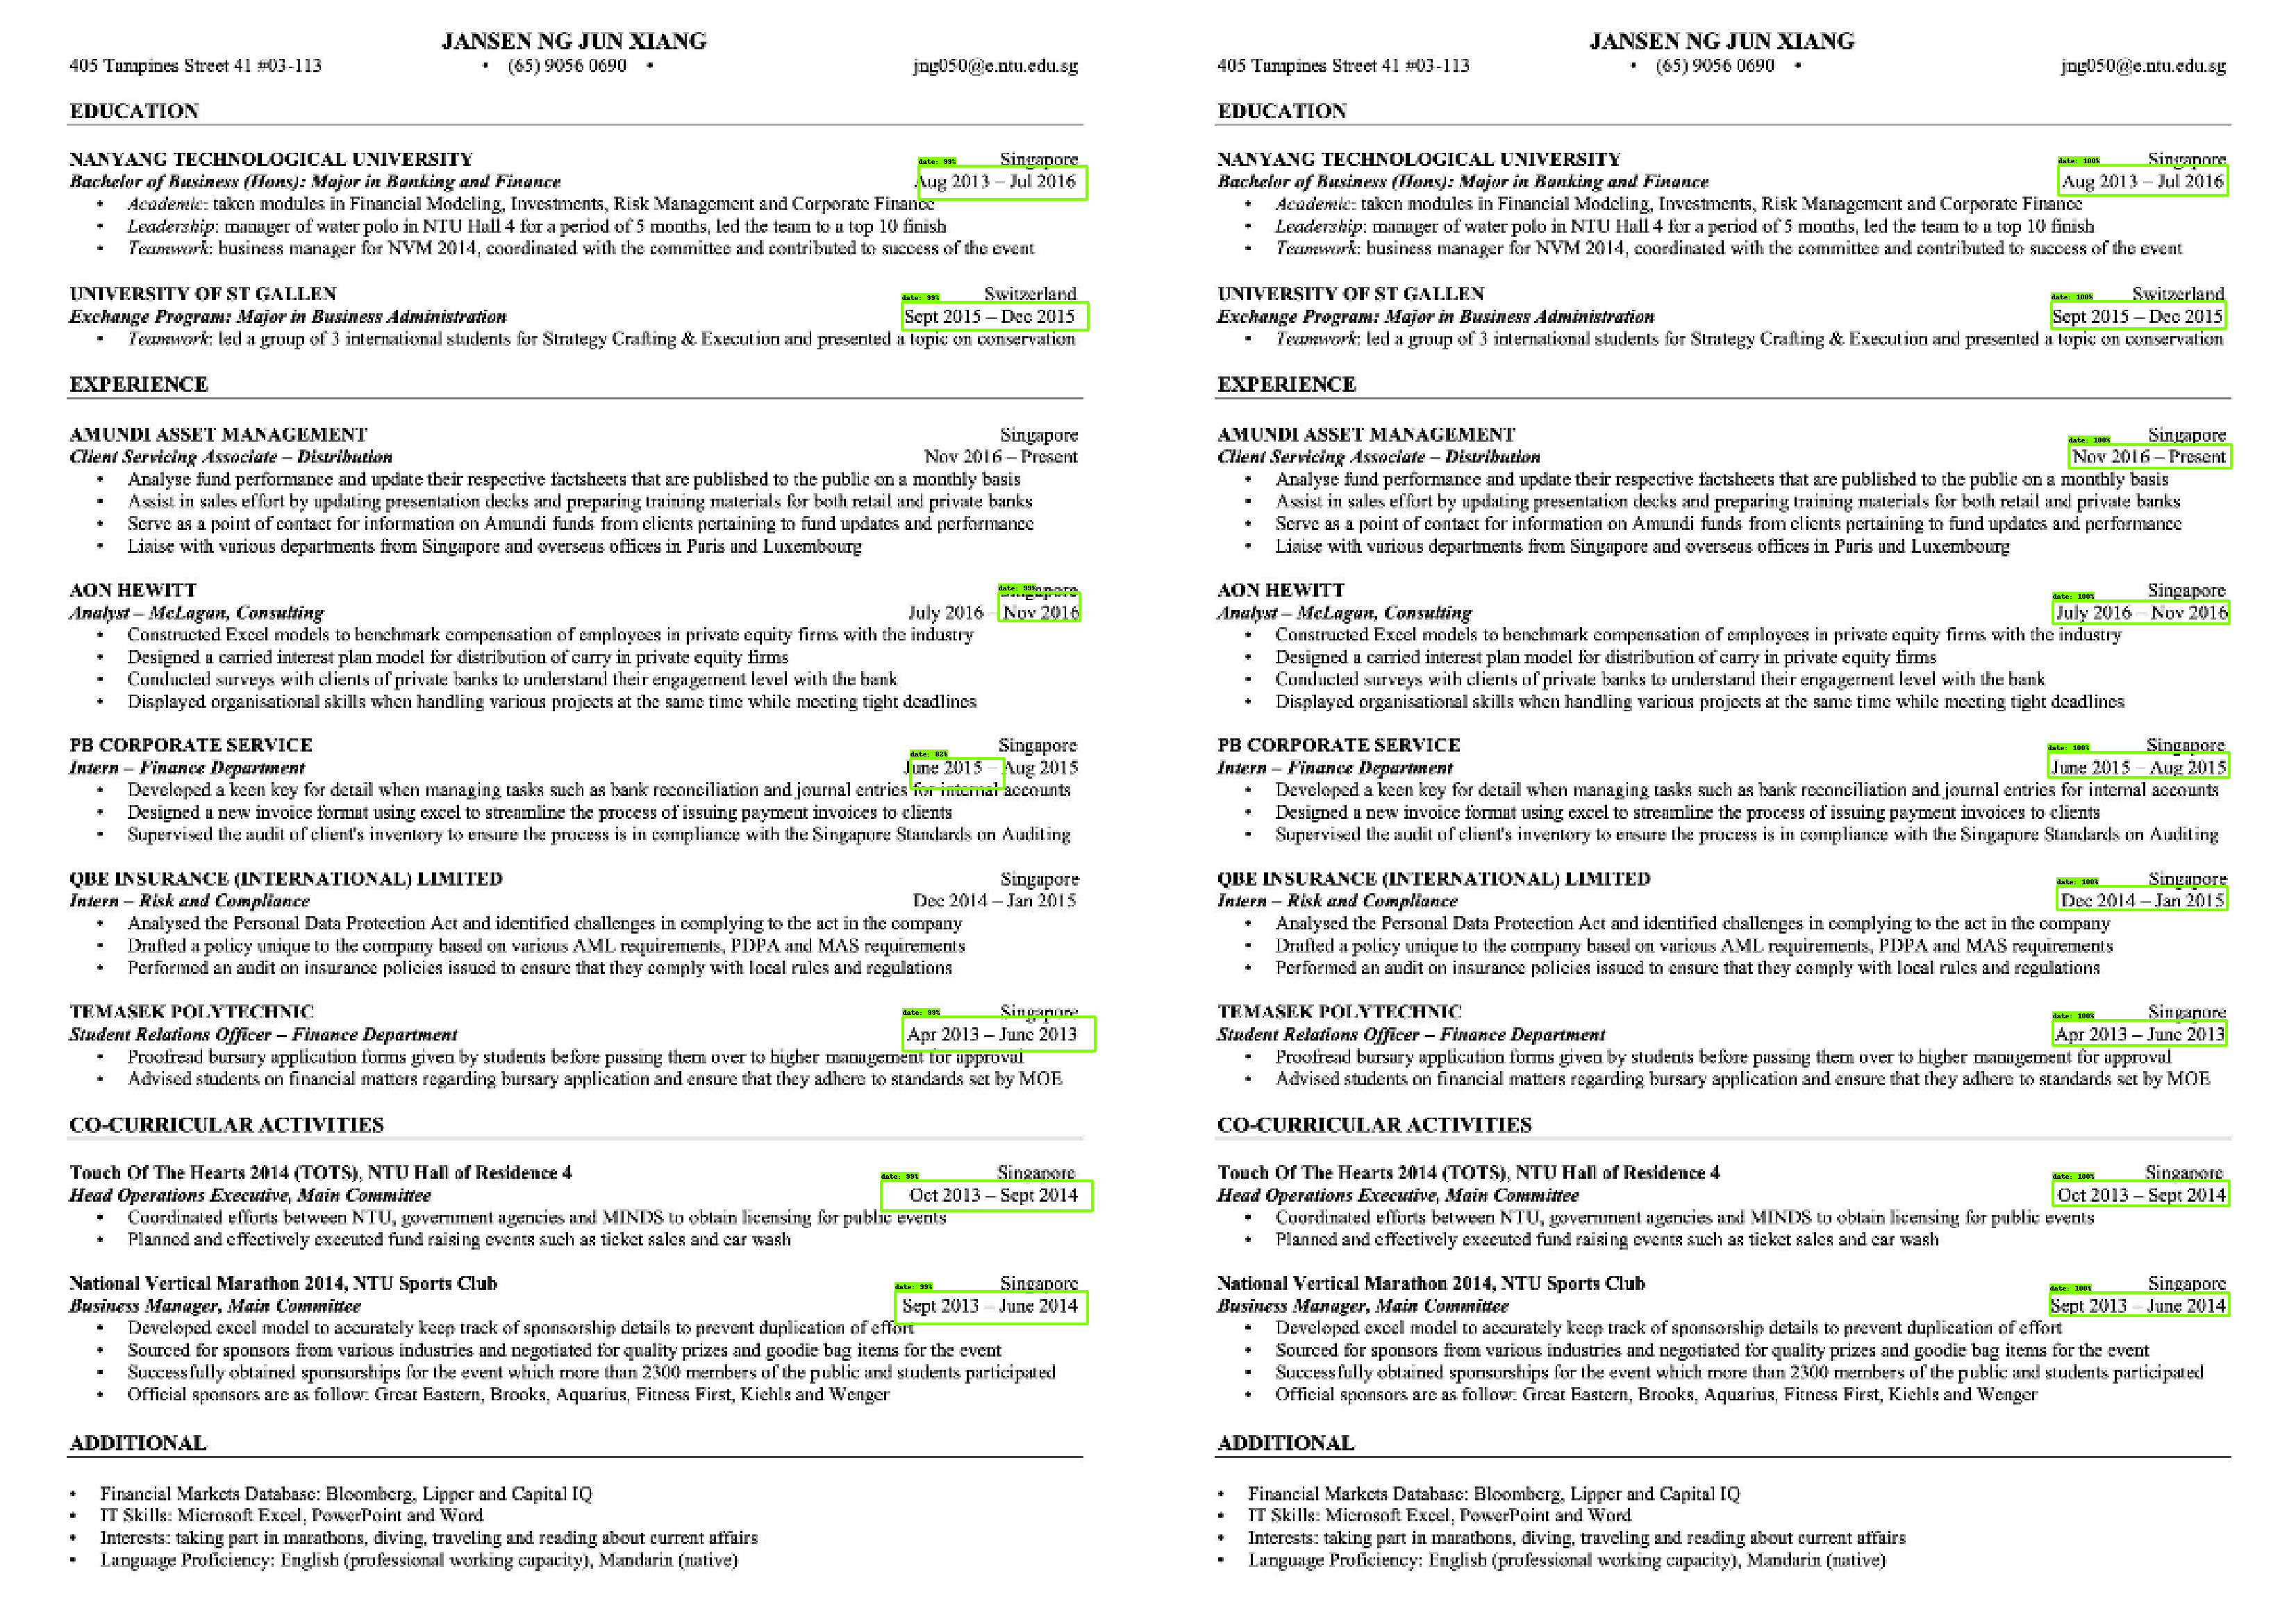 JANSEN NG JUN XIANG
405 Tampines Street 41 #03-113 • (65) 9056 0690 • jng050@e.ntu.edu.sg
EDUCATION
NANYANG TECHNOLOGICAL UNIVERSITY Singapore
date: 99%
Bachelor of Business (Hons): Major in Banking and Finance Aug 2013 – Jul 2016
• Academic: taken modules in Financial Modeling, Investments, Risk Management and Corporate Finance
• Leadership: manager of water polo in NTU Hall 4 for a period of 5 months, led the team to a top 10 finish
• Teamwork: business manager for NVM 2014, coordinated with the committee and contributed to success of the event
UNIVERSITY OF ST GALLEN Switzerland
date: 99%
Exchange Program: Major in Business Administration Sept 2015 – Dec 2015
• Teamwork: led a group of 3 international students for Strategy Crafting & Execution and presented a topic on conservation
EXPERIENCE
AMUNDI ASSET MANAGEMENT Singapore
Client Servicing Associate – Distribution Nov 2016 – Present
• Analyse fund performance and update their respective factsheets that are published to the public on a monthly basis
• Assist in sales effort by updating presentation decks and preparing training materials for both retail and private banks
• Serve as a point of contact for information on Amundi funds from clients pertaining to fund updates and performance
• Liaise with various departments from Singapore and overseas offices in Paris and Luxembourg
AON HEWITT Singapore
date: 99%
Analyst – McLagan, Consulting July 2016 – Nov 2016
• Constructed Excel models to benchmark compensation of employees in private equity firms with the industry
• Designed a carried interest plan model for distribution of carry in private equity firms
• Conducted surveys with clients of private banks to understand their engagement level with the bank
• Displayed organisational skills when handling various projects at the same time while meeting tight deadlines
PB CORPORATE SERVICE Singapore
date: 82%
Intern – Finance Department June 2015 – Aug 2015
• Developed a keen key for detail when managing tasks such as bank reconciliation and journal entries for internal accounts
• Designed a new invoice format using excel to streamline the process of issuing payment invoices to clients
• Supervised the audit of client's inventory to ensure the process is in compliance with the Singapore Standards on Auditing
QBE INSURANCE (INTERNATIONAL) LIMITED Singapore
Intern – Risk and Compliance Dec 2014 – Jan 2015
• Analysed the Personal Data Protection Act and identified challenges in complying to the act in the company
• Drafted a policy unique to the company based on various AML requirements, PDPA and MAS requirements
• Performed an audit on insurance policies issued to ensure that they comply with local rules and regulations
TEMASEK POLYTECHNIC Singapore
date: 99%
Student Relations Officer – Finance Department Apr 2013 – June 2013
• Proofread bursary application forms given by students before passing them over to higher management for approval
• Advised students on financial matters regarding bursary application and ensure that they adhere to standards set by MOE
CO-CURRICULAR ACTIVITIES
Touch Of The Hearts 2014 (TOTS), NTU Hall of Residence 4 Singapore
date: 99%
Head Operations Executive, Main Committee Oct 2013 – Sept 2014
• Coordinated efforts between NTU, government agencies and MINDS to obtain licensing for public events
• Planned and effectively executed fund raising events such as ticket sales and car wash
National Vertical Marathon 2014, NTU Sports Club Singapore
date: 99%
Business Manager, Main Committee Sept 2013 – June 2014
• Developed excel model to accurately keep track of sponsorship details to prevent duplication of effort
• Sourced for sponsors from various industries and negotiated for quality prizes and goodie bag items for the event
• Successfully obtained sponsorships for the event which more than 2300 members of the public and students participated
• Official sponsors are as follow: Great Eastern, Brooks, Aquarius, Fitness First, Kiehls and Wenger
ADDITIONAL
• Financial Markets Database: Bloomberg, Lipper and Capital IQ
• IT Skills: Microsoft Excel, PowerPoint and Word
• Interests: taking part in marathons, diving, traveling and reading about current affairs
• Language Proficiency: English (professional working capacity), Mandarin (native)
JANSEN NG JUN XIANG
405 Tampines Street 41 #03-113 • (65) 9056 0690 • jng050@e.ntu.edu.sg
EDUCATION
NANYANG TECHNOLOGICAL UNIVERSITY Singapore
date: 100%
Bachelor of Business (Hons): Major in Banking and Finance Aug 2013 – Jul 2016
• Academic: taken modules in Financial Modeling, Investments, Risk Management and Corporate Finance
• Leadership: manager of water polo in NTU Hall 4 for a period of 5 months, led the team to a top 10 finish
• Teamwork: business manager for NVM 2014, coordinated with the committee and contributed to success of the event
UNIVERSITY OF ST GALLEN Switzerland
date: 100%
Exchange Program: Major in Business Administration Sept 2015 – Dec 2015
• Teamwork: led a group of 3 international students for Strategy Crafting & Execution and presented a topic on conservation
EXPERIENCE
AMUNDI ASSET MANAGEMENT Singapore
date: 100%
Client Servicing Associate – Distribution Nov 2016 – Present
• Analyse fund performance and update their respective factsheets that are published to the public on a monthly basis
• Assist in sales effort by updating presentation decks and preparing training materials for both retail and private banks
• Serve as a point of contact for information on Amundi funds from clients pertaining to fund updates and performance
• Liaise with various departments from Singapore and overseas offices in Paris and Luxembourg
AON HEWITT Singapore
date: 100%
Analyst – McLagan, Consulting July 2016 – Nov 2016
• Constructed Excel models to benchmark compensation of employees in private equity firms with the industry
• Designed a carried interest plan model for distribution of carry in private equity firms
• Conducted surveys with clients of private banks to understand their engagement level with the bank
• Displayed organisational skills when handling various projects at the same time while meeting tight deadlines
PB CORPORATE SERVICE Singapore
date: 100%
Intern – Finance Department June 2015 – Aug 2015
• Developed a keen key for detail when managing tasks such as bank reconciliation and journal entries for internal accounts
• Designed a new invoice format using excel to streamline the process of issuing payment invoices to clients
• Supervised the audit of client's inventory to ensure the process is in compliance with the Singapore Standards on Auditing
QBE INSURANCE (INTERNATIONAL) LIMITED Singapore
date: 100%
Intern – Risk and Compliance Dec 2014 – Jan 2015
• Analysed the Personal Data Protection Act and identified challenges in complying to the act in the company
• Drafted a policy unique to the company based on various AML requirements, PDPA and MAS requirements
• Performed an audit on insurance policies issued to ensure that they comply with local rules and regulations
TEMASEK POLYTECHNIC Singapore
date: 100%
Student Relations Officer – Finance Department Apr 2013 – June 2013
• Proofread bursary application forms given by students before passing them over to higher management for approval
• Advised students on financial matters regarding bursary application and ensure that they adhere to standards set by MOE
CO-CURRICULAR ACTIVITIES
Touch Of The Hearts 2014 (TOTS), NTU Hall of Residence 4 Singapore
date: 100%
Head Operations Executive, Main Committee Oct 2013 – Sept 2014
• Coordinated efforts between NTU, government agencies and MINDS to obtain licensing for public events
• Planned and effectively executed fund raising events such as ticket sales and car wash
National Vertical Marathon 2014, NTU Sports Club Singapore
date: 100%
Business Manager, Main Committee Sept 2013 – June 2014
• Developed excel model to accurately keep track of sponsorship details to prevent duplication of effort
• Sourced for sponsors from various industries and negotiated for quality prizes and goodie bag items for the event
• Successfully obtained sponsorships for the event which more than 2300 members of the public and students participated
• Official sponsors are as follow: Great Eastern, Brooks, Aquarius, Fitness First, Kiehls and Wenger
ADDITIONAL
• Financial Markets Database: Bloomberg, Lipper and Capital IQ
• IT Skills: Microsoft Excel, PowerPoint and Word
• Interests: taking part in marathons, diving, traveling and reading about current affairs
• Language Proficiency: English (professional working capacity), Mandarin (native)